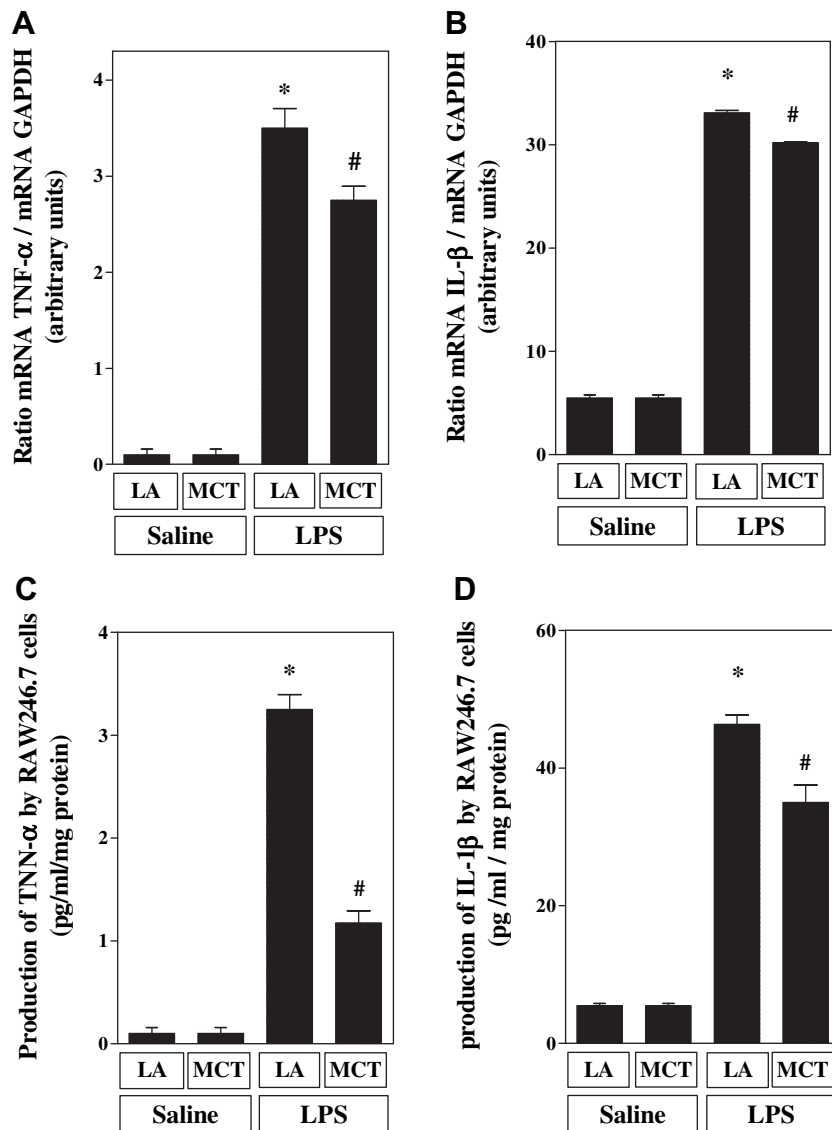 A
Ratio mRNA TNF-α / mRNA GAPDH
(arbitrary units)
4
3
2
1
0
*
#
LA MCT LA MCT
Saline LPS
B
Ratio mRNA IL-β / mRNA GAPDH
(arbitrary units)
40
30
20
10
0
*
#
LA MCT LA MCT
Saline LPS
C
Production of TNN-α by RAW246.7 cells
(pg/ml/mg protein)
4
3
2
1
0
*
#
LA MCT LA MCT
Saline LPS
D
production of IL-1β by RAW246.7 cells
(pg /ml / mg protein)
60
40
20
0
*
#
LA MCT LA MCT
Saline LPS